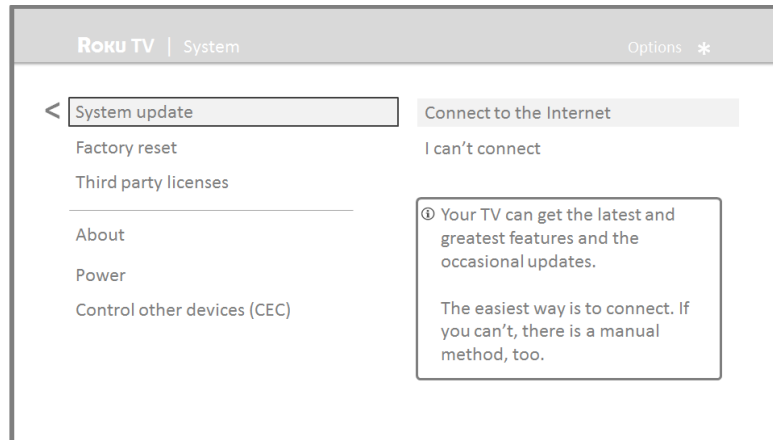 ROKU TV | System
Options *
< System update
Factory reset
Third party licenses
About
Power
Control other devices (CEC)
Connect to the Internet
I can't connect
ⓘ Your TV can get the latest and
greatest features and the
occasional updates.
The easiest way is to connect. If
you can't, there is a manual
method, too.